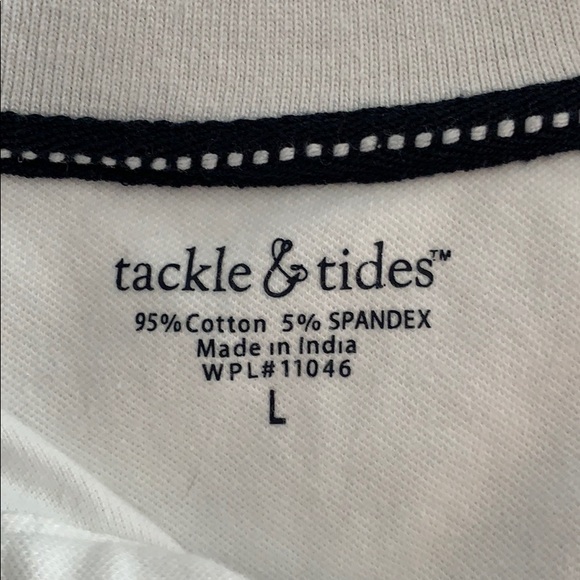 tackle & tides™
95% Cotton 5% SPANDEX
Made in India
WPL#11046
L